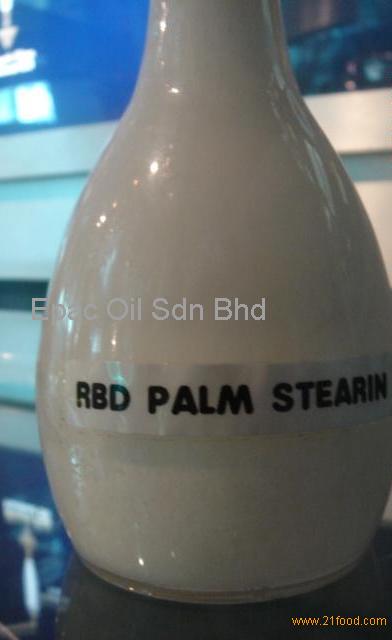 Epac Oil Sdn Bhd
RBD PALM STEARIN
www.21food.com